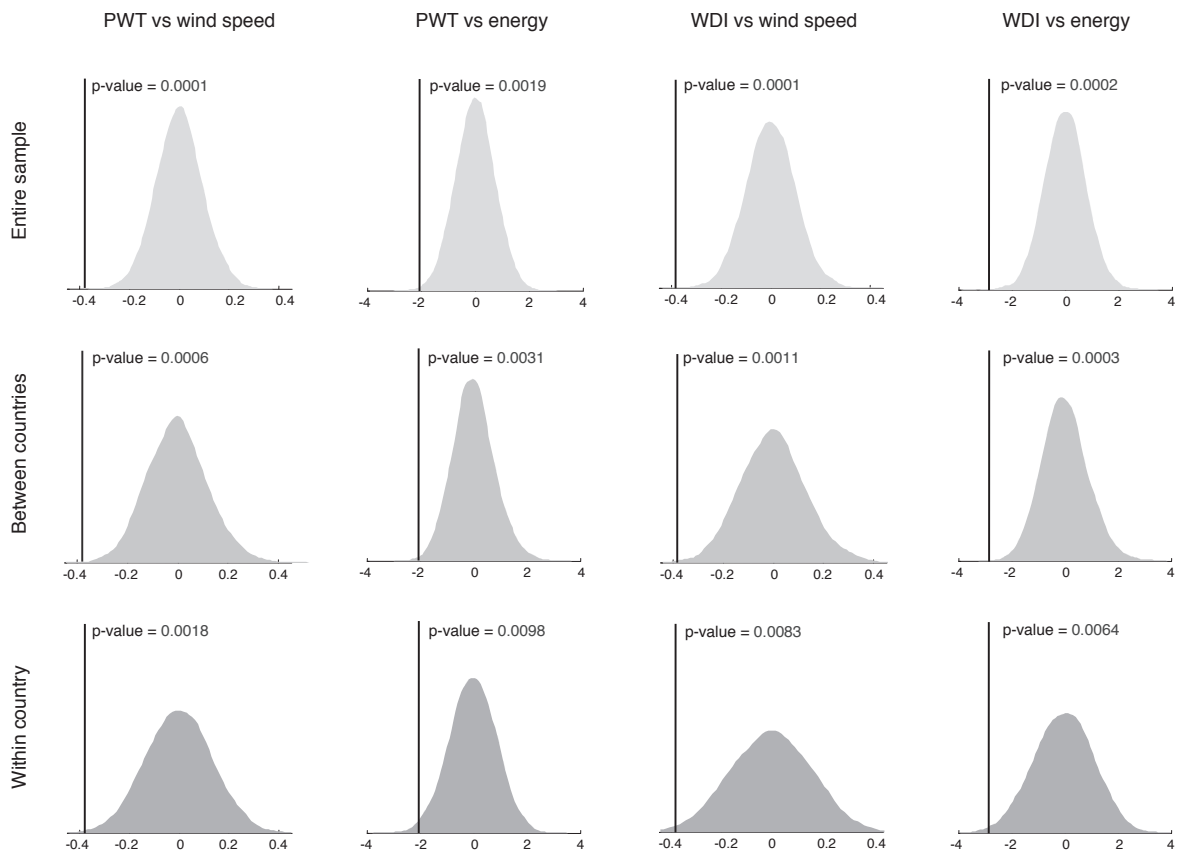 PWT vs wind speed PWT vs energy WDI vs wind speed WDI vs energy
Entire sample
p-value = 0.0001 p-value = 0.0019 p-value = 0.0001 p-value = 0.0002
-0.4 -0.2 0 0.2 0.4 -4 -2 0 2 4 -0.4 -0.2 0 0.2 0.4 -4 -2 0 2 4
Between countries
p-value = 0.0006 p-value = 0.0031 p-value = 0.0011 p-value = 0.0003
-0.4 -0.2 0 0.2 0.4 -4 -2 0 2 4 -0.4 -0.2 0 0.2 0.4 -4 -2 0 2 4
Within country
p-value = 0.0018 p-value = 0.0098 p-value = 0.0083 p-value = 0.0064
-0.4 -0.2 0 0.2 0.4 -4 -2 0 2 4 -0.4 -0.2 0 0.2 0.4 -4 -2 0 2 4